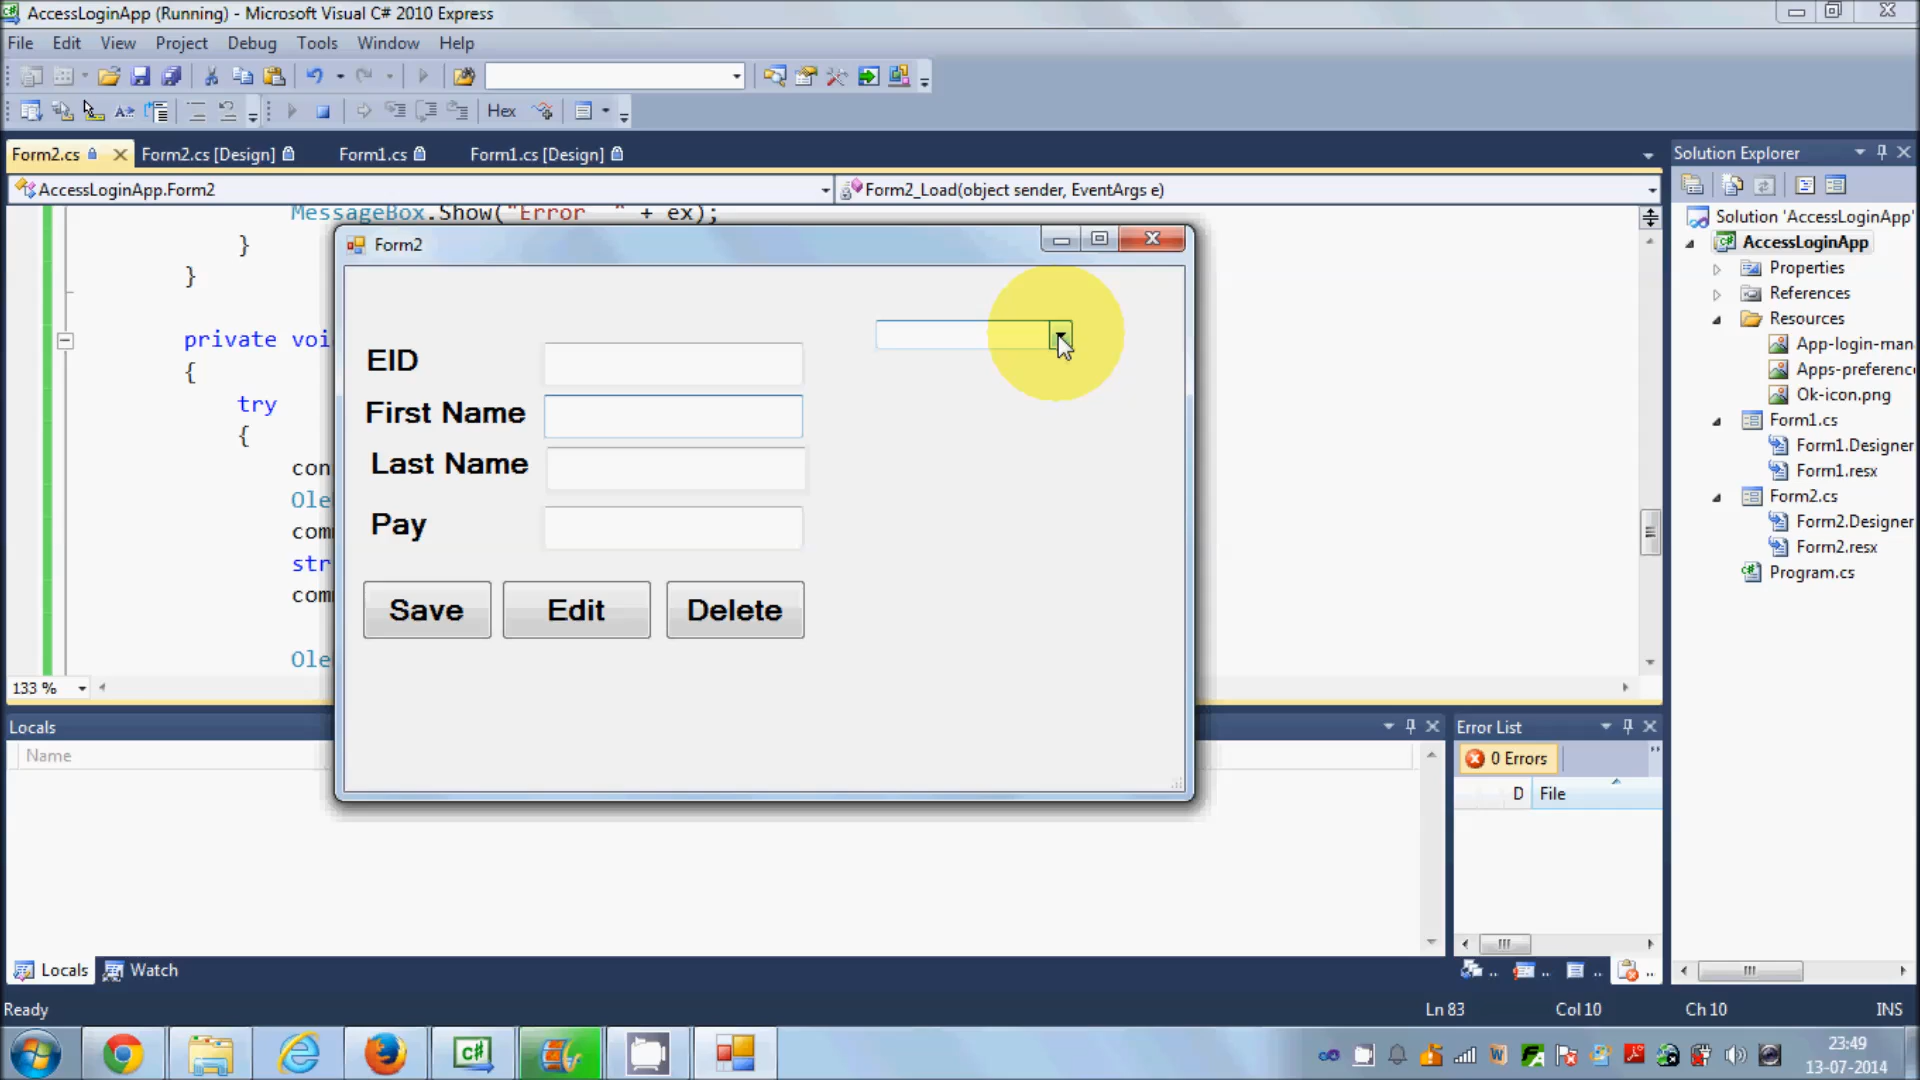 AccessLoginApp (Running) - Microsoft Visual C# 2010 Express
File Edit View Project Debug Tools Window Help
Hex
Form2.cs Form2.cs [Design] Form1.cs Form1.cs [Design]
AccessLoginApp.Form2 Form2_Load(object sender, EventArgs e)
MessageBox.Show("Error " + ex);
}
}
private voi
{
try
{
con
Ole
com
str
com
Ole
133 %
Form2
EID
First Name
Last Name
Pay
Save Edit Delete
Solution Explorer
Solution 'AccessLoginApp'
AccessLoginApp
Properties
References
Resources
App-login-man
Apps-preference
Ok-icon.png
Form1.cs
Form1.Designer
Form1.resx
Form2.cs
Form2.Designer
Form2.resx
Program.cs
Locals
Name
Error List
0 Errors
D File
Locals Watch
Ready Ln 83 Col 10 Ch 10 INS
23:49
13-07-2014